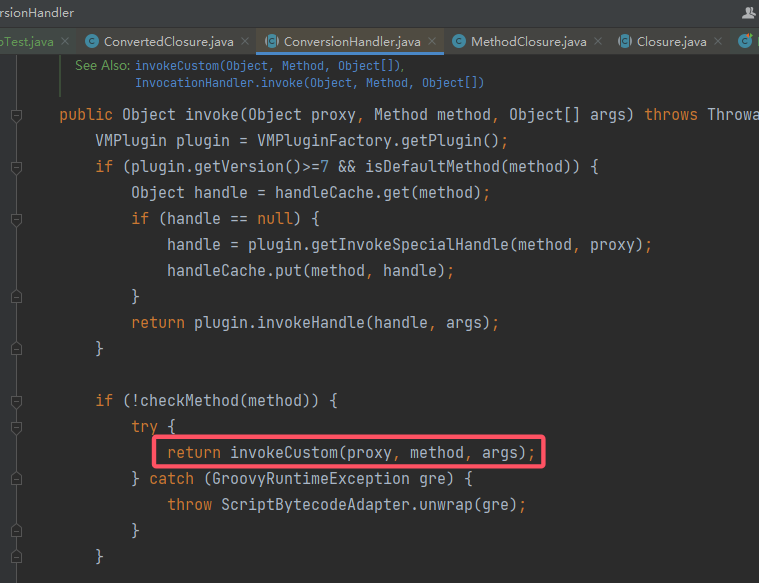 rsionHandler
pTest.java × ConvertedClosure.java × ConversionHandler.java × MethodClosure.java × Closure.java ×
See Also: invokeCustom(Object, Method, Object[]),
InvocationHandler.invoke(Object, Method, Object[])
public Object invoke(Object proxy, Method method, Object[] args) throws Throwa
VMPlugin plugin = VMPluginFactory.getPlugin();
if (plugin.getVersion()>=7 && isDefaultMethod(method)) {
Object handle = handleCache.get(method);
if (handle == null) {
handle = plugin.getInvokeSpecialHandle(method, proxy);
handleCache.put(method, handle);
}
return plugin.invokeHandle(handle, args);
}
if (!checkMethod(method)) {
try {
return invokeCustom(proxy, method, args);
} catch (GroovyRuntimeException gre) {
throw ScriptBytecodeAdapter.unwrap(gre);
}
}